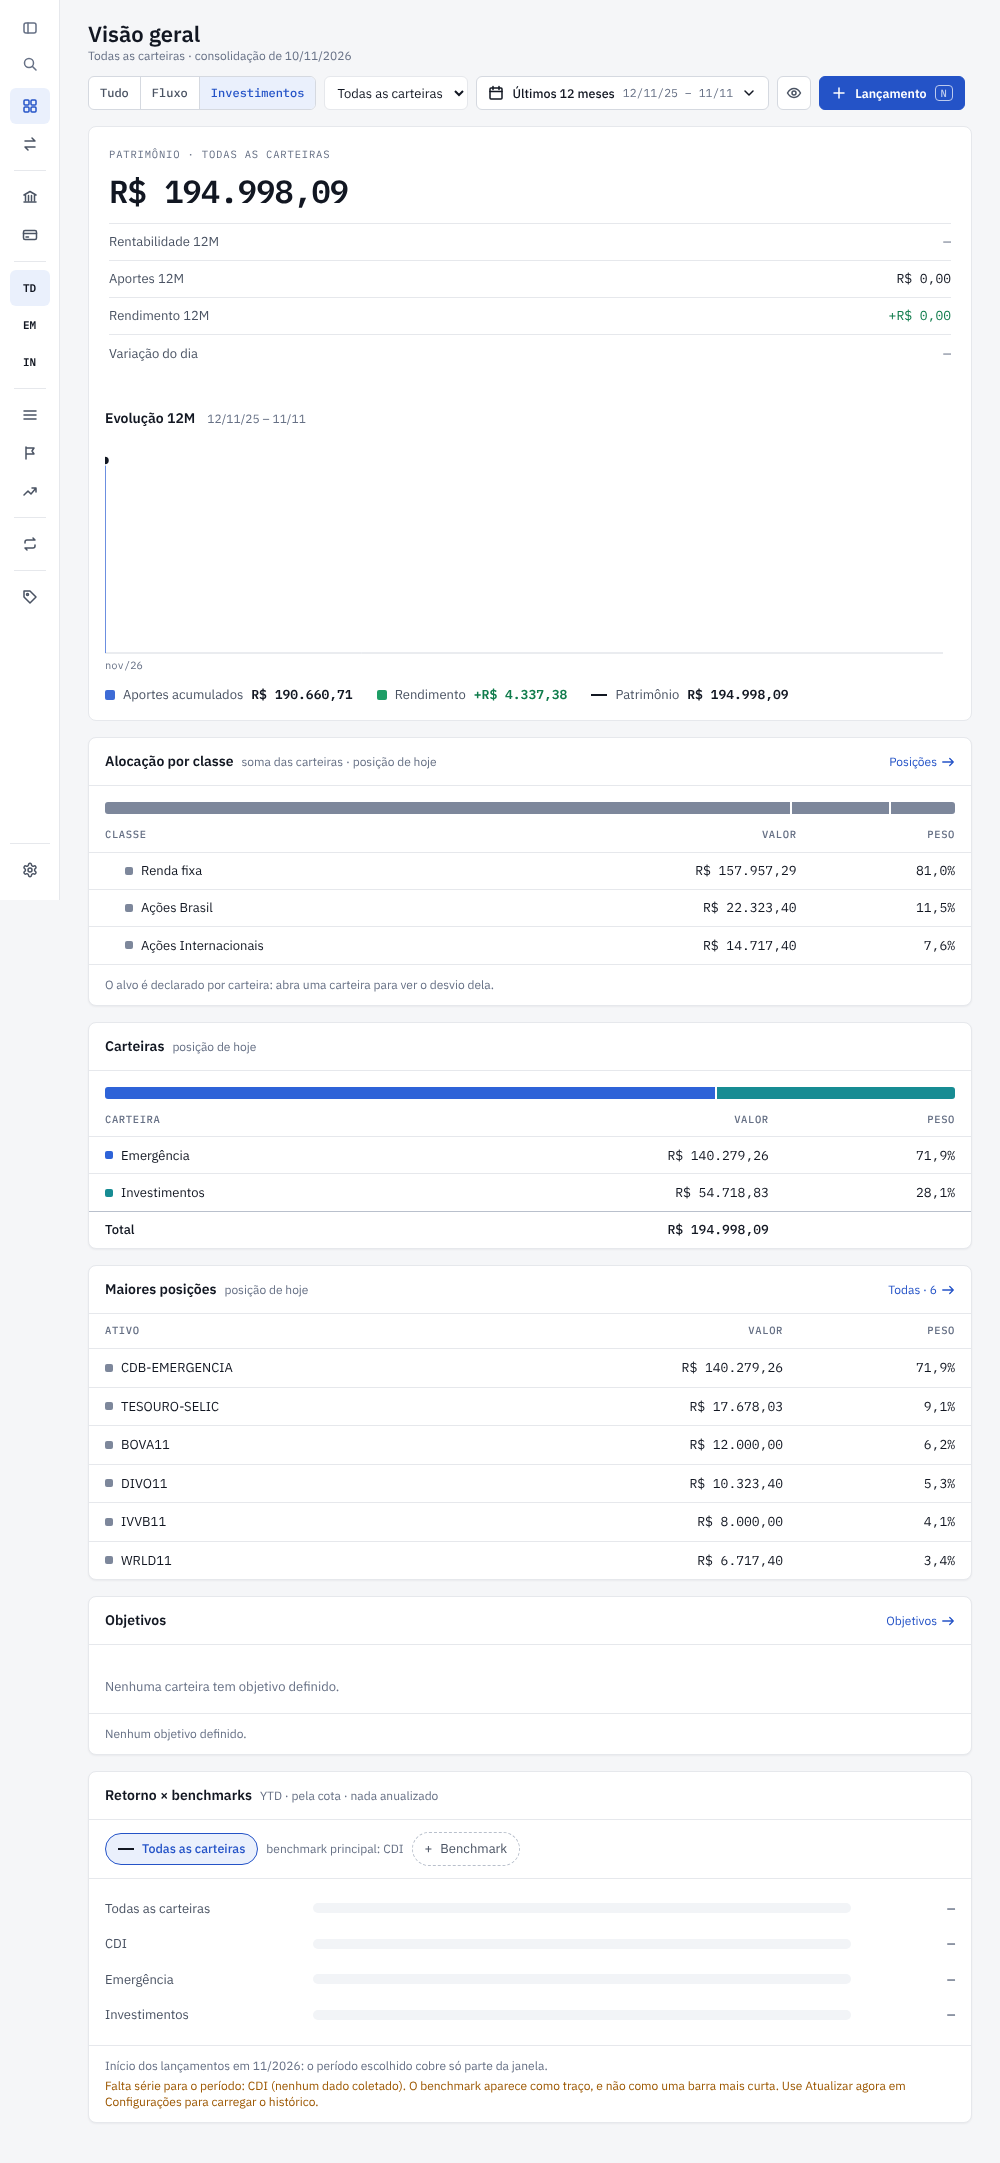 Visão geral
Todas as carteiras · consolidação de 10/11/2026
Tudo Fluxo Investimentos Todas as carteiras Últimos 12 meses 12/11/25 – 11/11 Lançamento N
PATRIMÔNIO · TODAS AS CARTEIRAS
R$ 194.998,09
Rentabilidade 12M –
Aportes 12M R$ 0,00
Rendimento 12M +R$ 0,00
Variação do dia –
TD
EM
IN
Evolução 12M 12/11/25 – 11/11
nov/26
Aportes acumulados R$ 190.660,71 Rendimento +R$ 4.337,38 Patrimônio R$ 194.998,09
Alocação por classe soma das carteiras · posição de hoje Posições →
CLASSE VALOR PESO
Renda fixa R$ 157.957,29 81,0%
Ações Brasil R$ 22.323,40 11,5%
Ações Internacionais R$ 14.717,40 7,6%
O alvo é declarado por carteira: abra uma carteira para ver o desvio dela.
Carteiras posição de hoje
CARTEIRA VALOR PESO
Emergência R$ 140.279,26 71,9%
Investimentos R$ 54.718,83 28,1%
Total R$ 194.998,09
Maiores posições posição de hoje Todas · 6 →
ATIVO VALOR PESO
CDB-EMERGENCIA R$ 140.279,26 71,9%
TESOURO-SELIC R$ 17.678,03 9,1%
BOVA11 R$ 12.000,00 6,2%
DIVO11 R$ 10.323,40 5,3%
IVVB11 R$ 8.000,00 4,1%
WRLD11 R$ 6.717,40 3,4%
Objetivos Objetivos →
Nenhuma carteira tem objetivo definido.
Nenhum objetivo definido.
Retorno × benchmarks YTD · pela cota · nada anualizado
Todas as carteiras benchmark principal: CDI + Benchmark
Todas as carteiras –
CDI –
Emergência –
Investimentos –
Início dos lançamentos em 11/2026: o período escolhido cobre só parte da janela.
Falta série para o período: CDI (nenhum dado coletado). O benchmark aparece como traço, e não como uma barra mais curta. Use Atualizar agora em
Configurações para carregar o histórico.